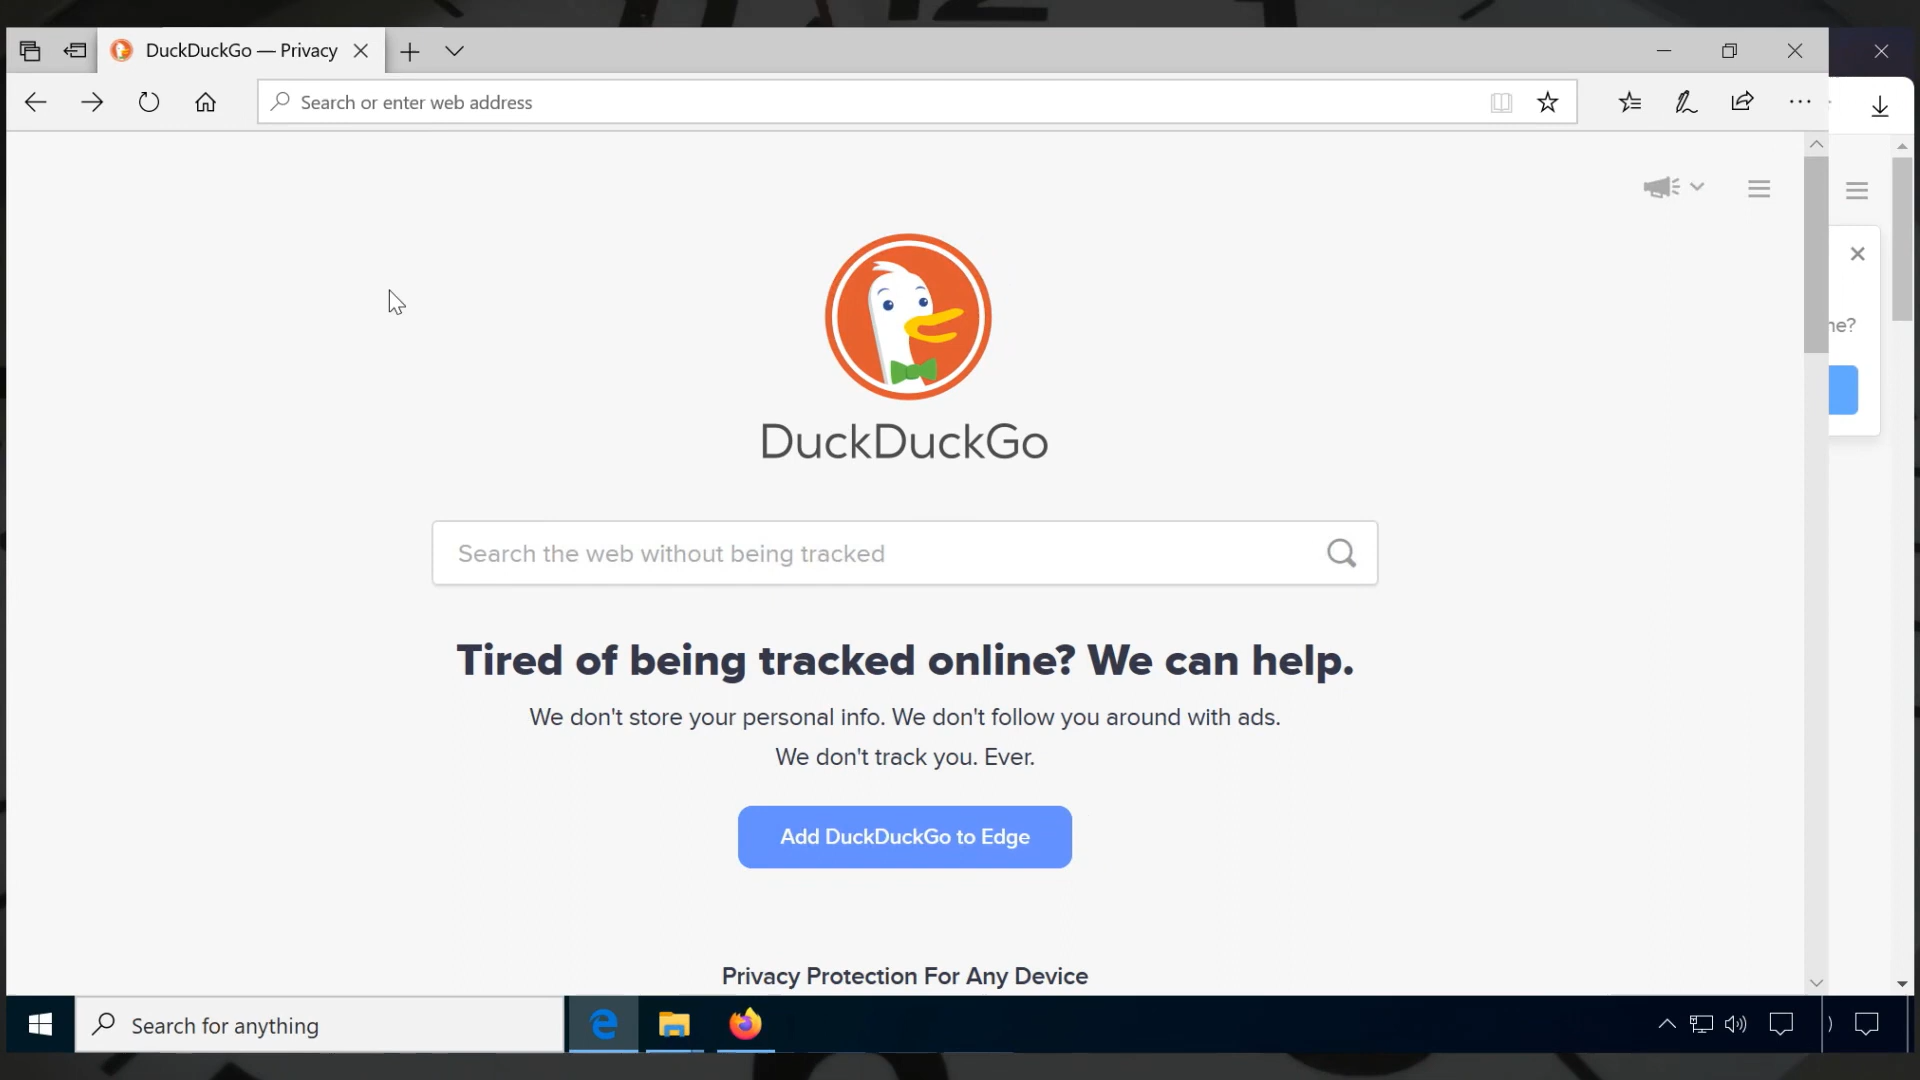 DuckDuckGo — Privacy
Search or enter web address
he?
DuckDuckGo
Search the web without being tracked
Tired of being tracked online? We can help.
We don't store your personal info. We don't follow you around with ads.
We don't track you. Ever.
Add DuckDuckGo to Edge
Privacy Protection For Any Device
Search for anything